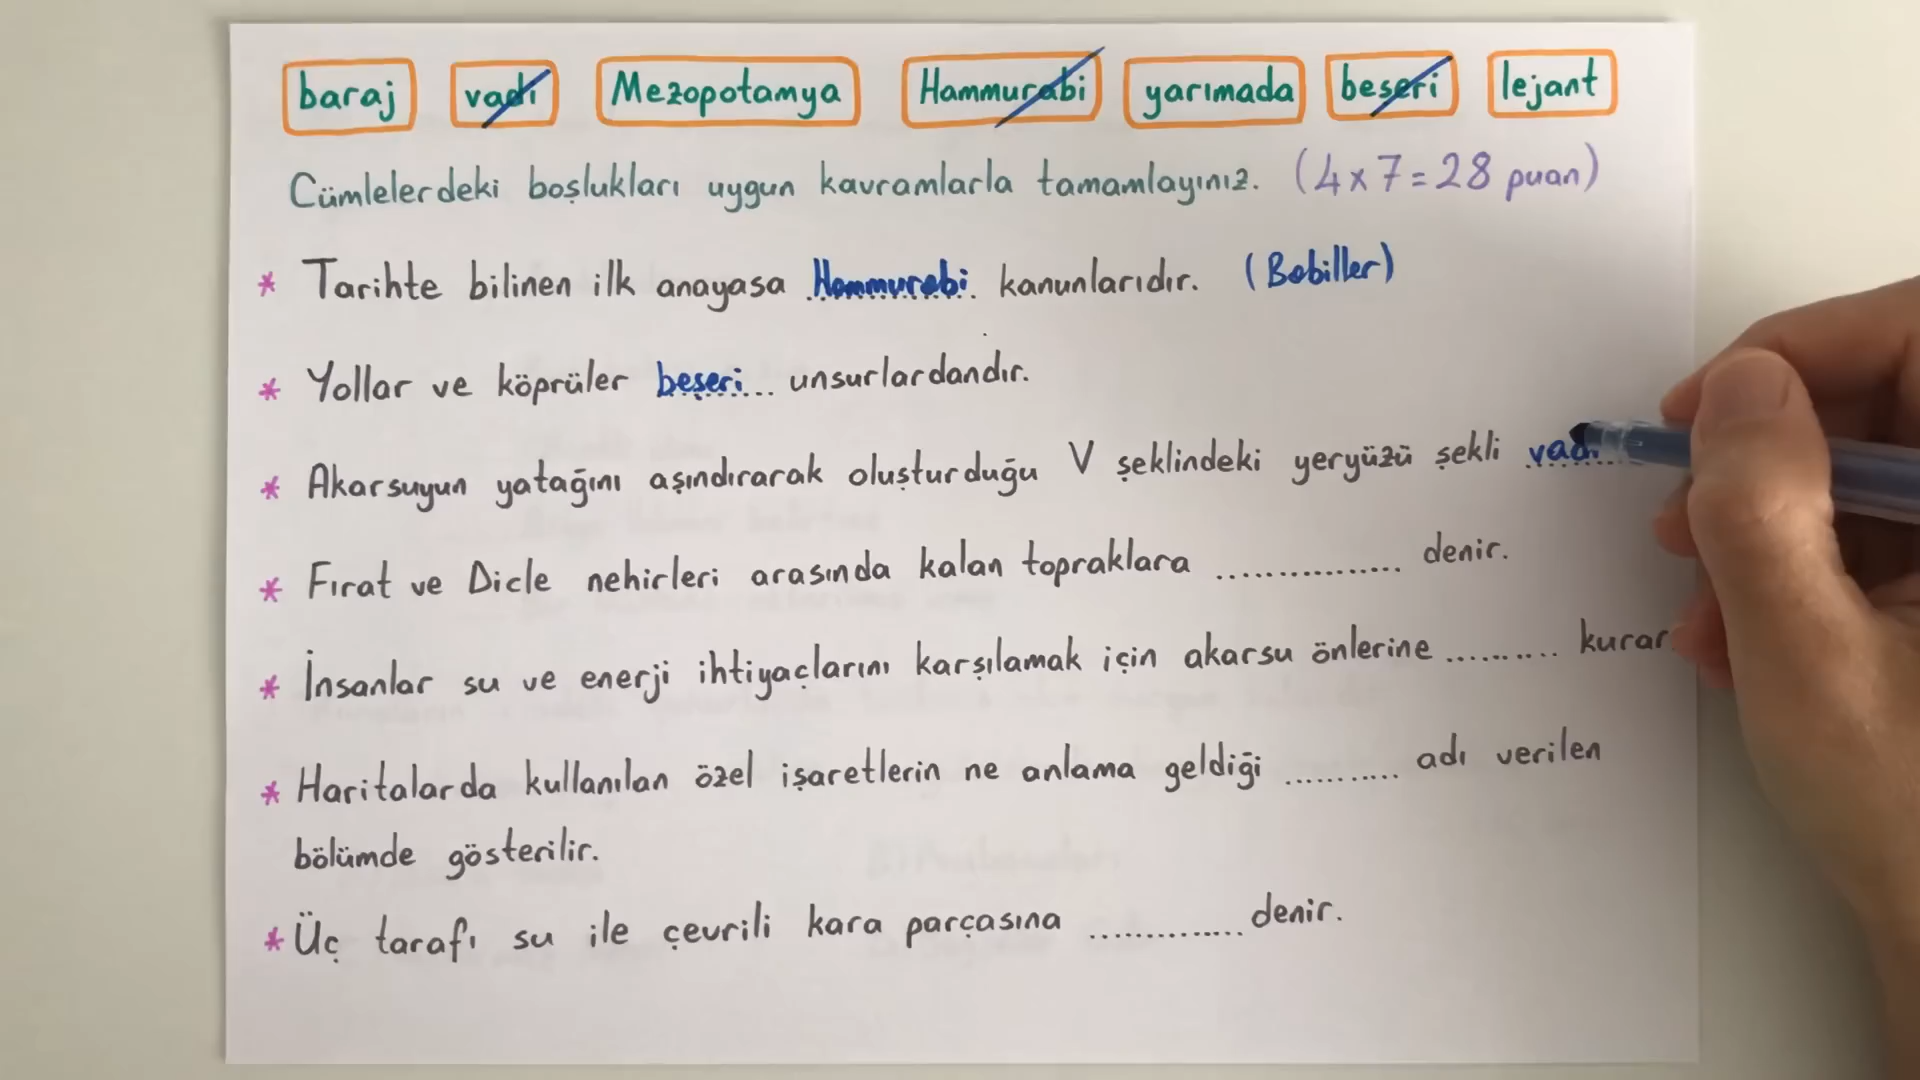 baraj vadi Mezopotamya Hammurabi yarımada beşeri lejant
Cümlelerdeki boşlukları uygun kavramlarla tamamlayınız. (4x7=28 puan)
* Tarihte bilinen ilk anayasa Hammurabi kanunlarıdır. (Babiller)
* Yollar ve köprüler beşeri... unsurlardandır.
* Akarsuyun yatağını aşındırarak oluşturduğu V şeklindeki yeryüzü şekli vadi
* Fırat ve Dicle nehirleri arasında kalan topraklara ................ denir.
* İnsanlar su ve enerji ihtiyaçlarını karşılamak için akarsu önlerine .......... kurar
* Haritalarda kullanılan özel işaretlerin ne anlama geldiği .......... adı verilen
bölümde gösterilir.
* Üç tarafı su ile çevrili kara parçasına .............. denir.